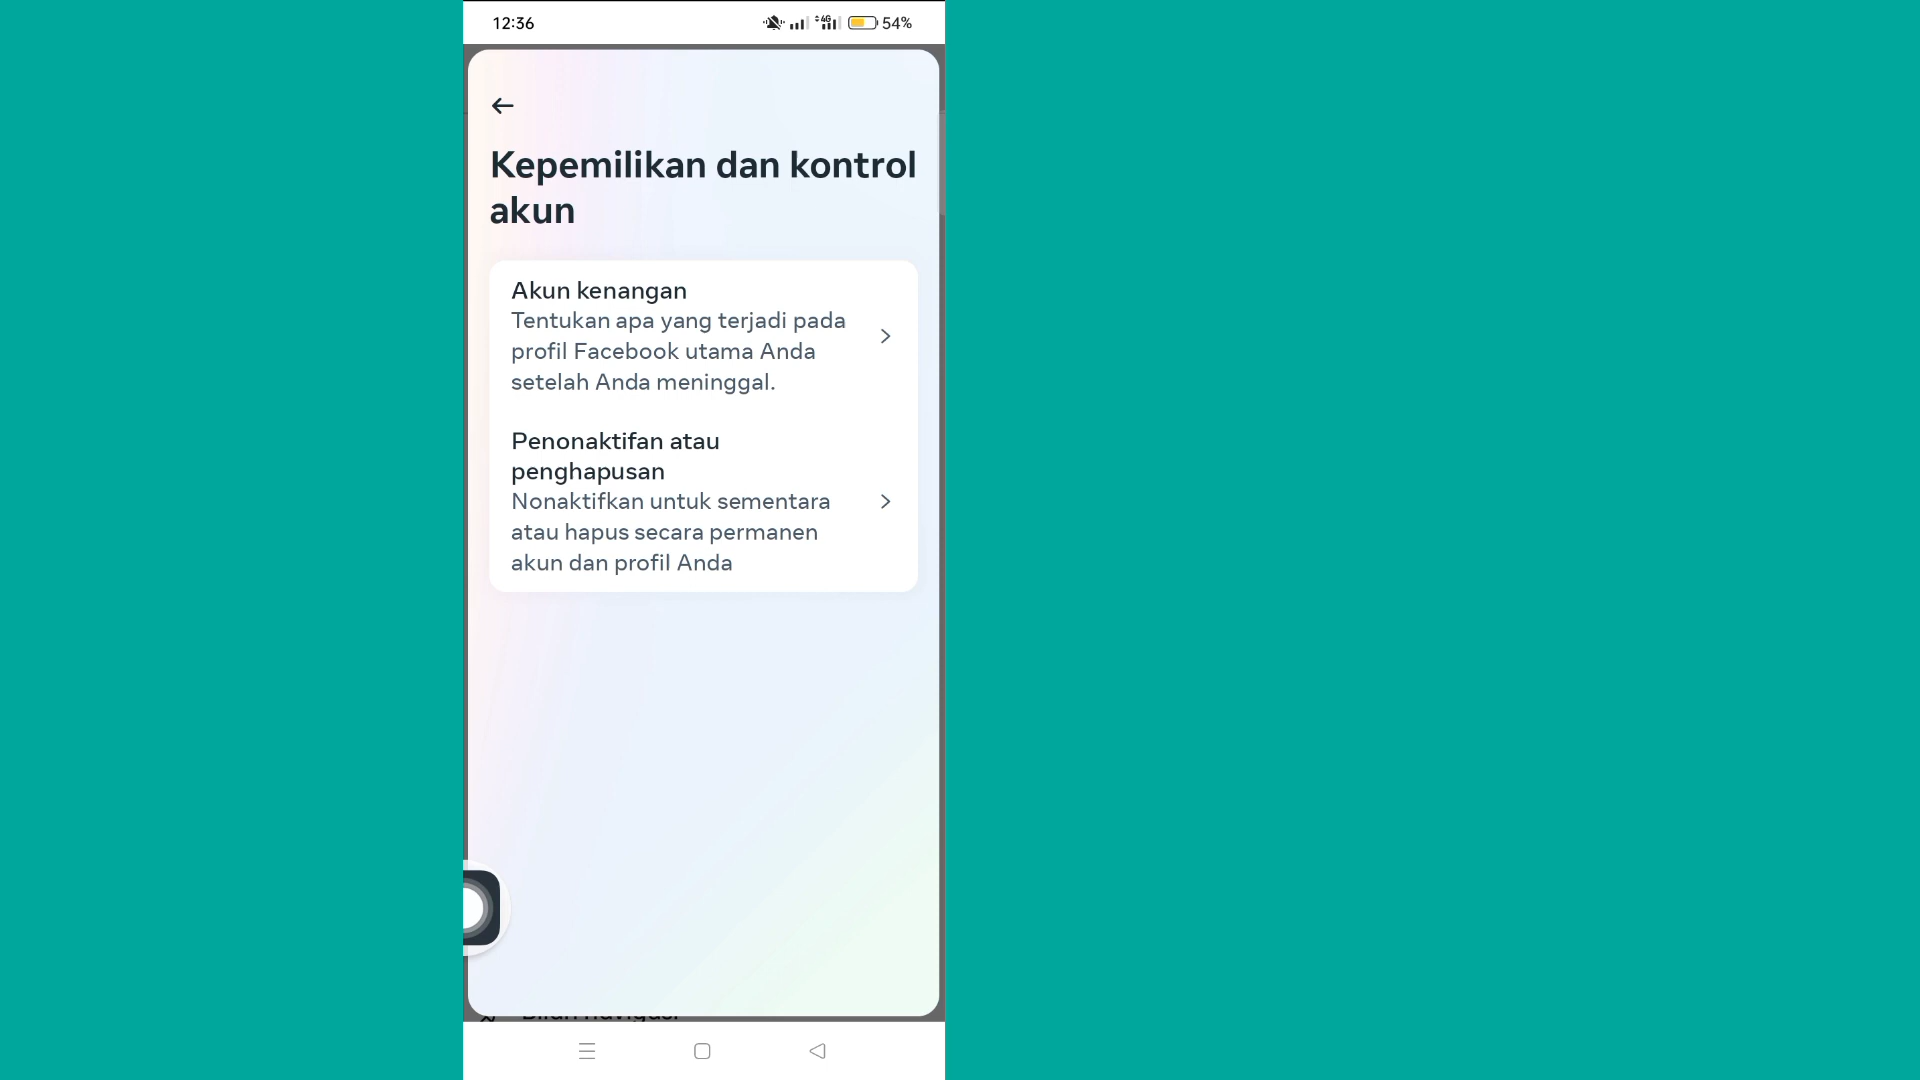 12:36
4G
54%
Kepemilikan dan kontrol
akun
Akun kenangan
Tentukan apa yang terjadi pada
profil Facebook utama Anda
setelah Anda meninggal.
Penonaktifan atau
penghapusan
Nonaktifkan untuk sementara
atau hapus secara permanen
akun dan profil Anda